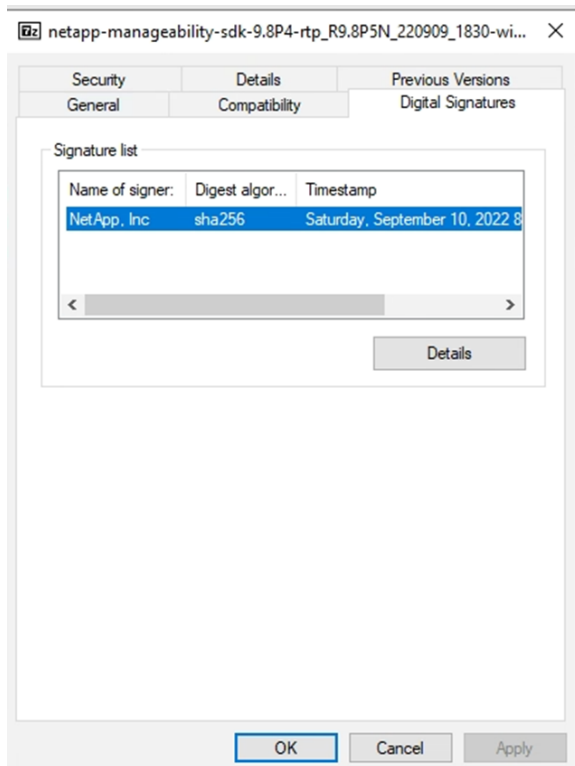 netapp-manageability-sdk-9.8P4-rtp_R9.8P5N_220909_1830-wi...
Security Details Previous Versions
General Compatibility Digital Signatures
Signature list
Name of signer: Digest algor... Timestamp
NetApp, Inc sha256 Saturday, September 10, 2022 8
Details
OK Cancel Apply